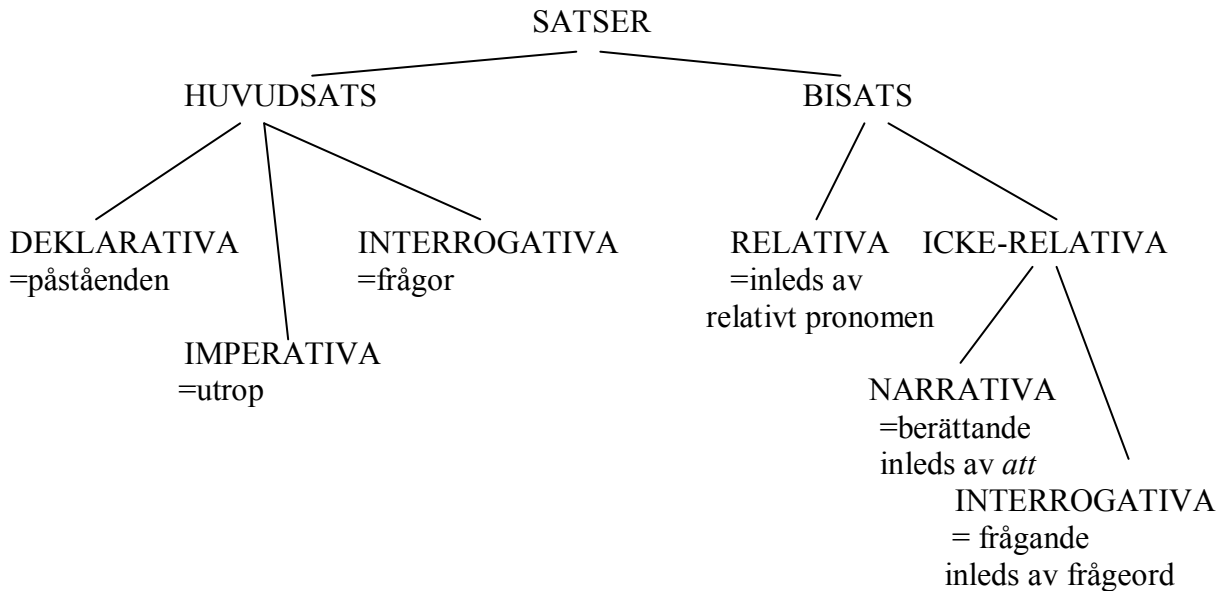 SATSER
HUVUDSATS
BISATS
DEKLARATIVA
=påståenden
IMPERATIVA
=utrop
INTERROGATIVA
=frågor
RELATIVA
=inleds av
relativt pronomen
ICKE-RELATIVA
NARRATIVA
=berättande
inleds av att
INTERROGATIVA
= frågande
inleds av frågeord